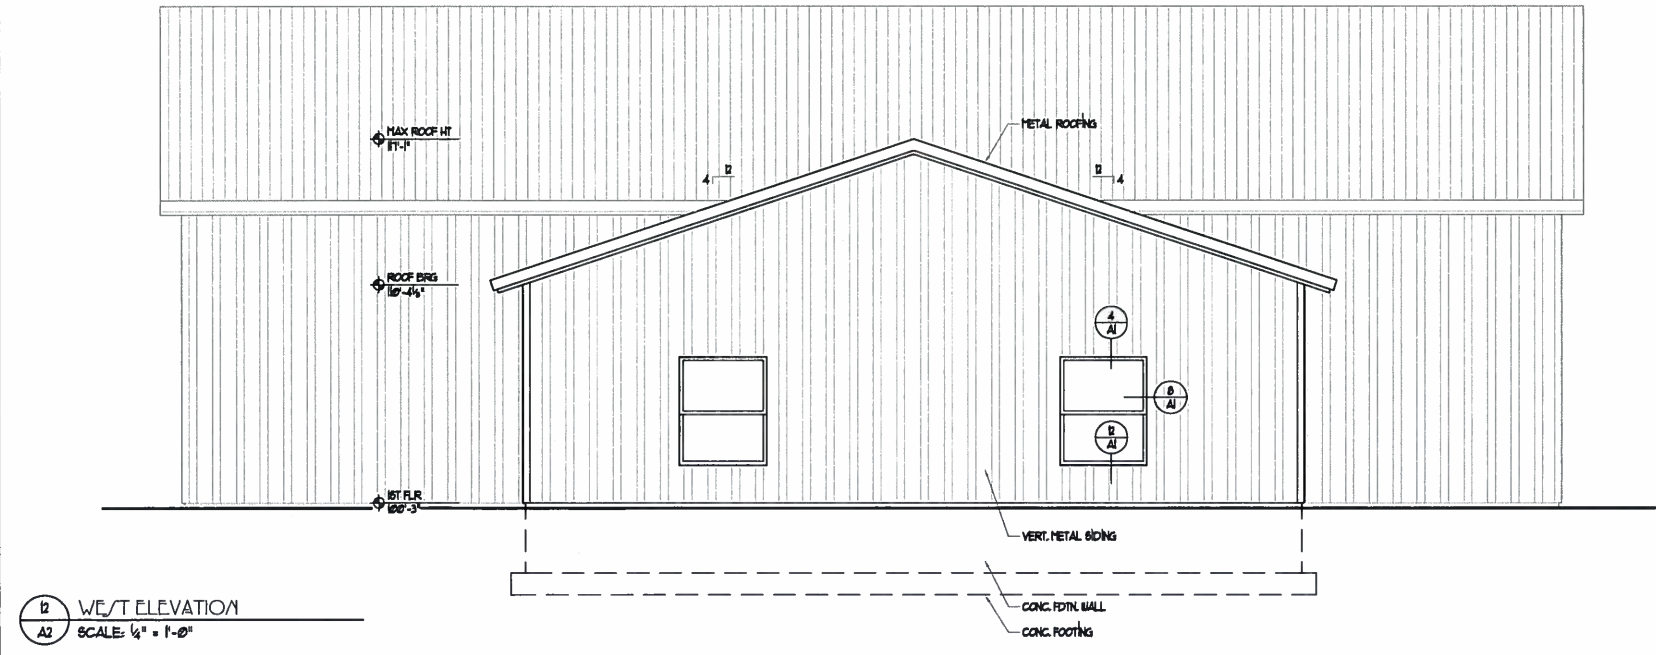 MAX ROOF HT
117'-1"
METAL ROOFING
12
4
12
4
ROOF BRG
110'-4⅛"
4
A1
8
A1
12
A1
1ST FLR
100'-3"
VERT. METAL SIDING
12
A2
WEST ELEVATION
SCALE: ¼" = 1'-0"
CONC. FDTN. WALL
CONC. FOOTING